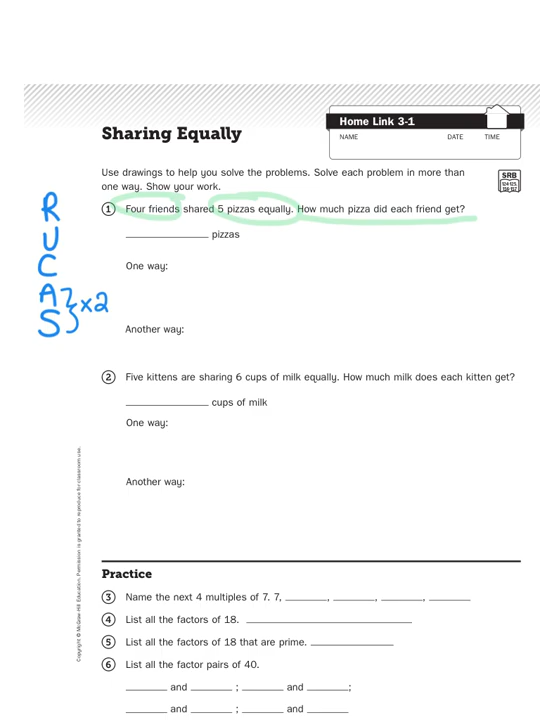 Home Link 3-1
Sharing Equally
NAME DATE TIME
Use drawings to help you solve the problems. Solve each problem in more than
one way. Show your work.
SRB
R
U
C
A
S
x2
1 Four friends shared 5 pizzas equally. How much pizza did each friend get?
pizzas
One way:
Another way:
2 Five kittens are sharing 6 cups of milk equally. How much milk does each kitten get?
cups of milk
One way:
Another way:
Copyright © McGraw-Hill Education. Permission is granted to reproduce for classroom use.
Practice
3 Name the next 4 multiples of 7. 7, , , ,
4 List all the factors of 18.
5 List all the factors of 18 that are prime.
6 List all the factor pairs of 40.
and ; and ;
and ; and